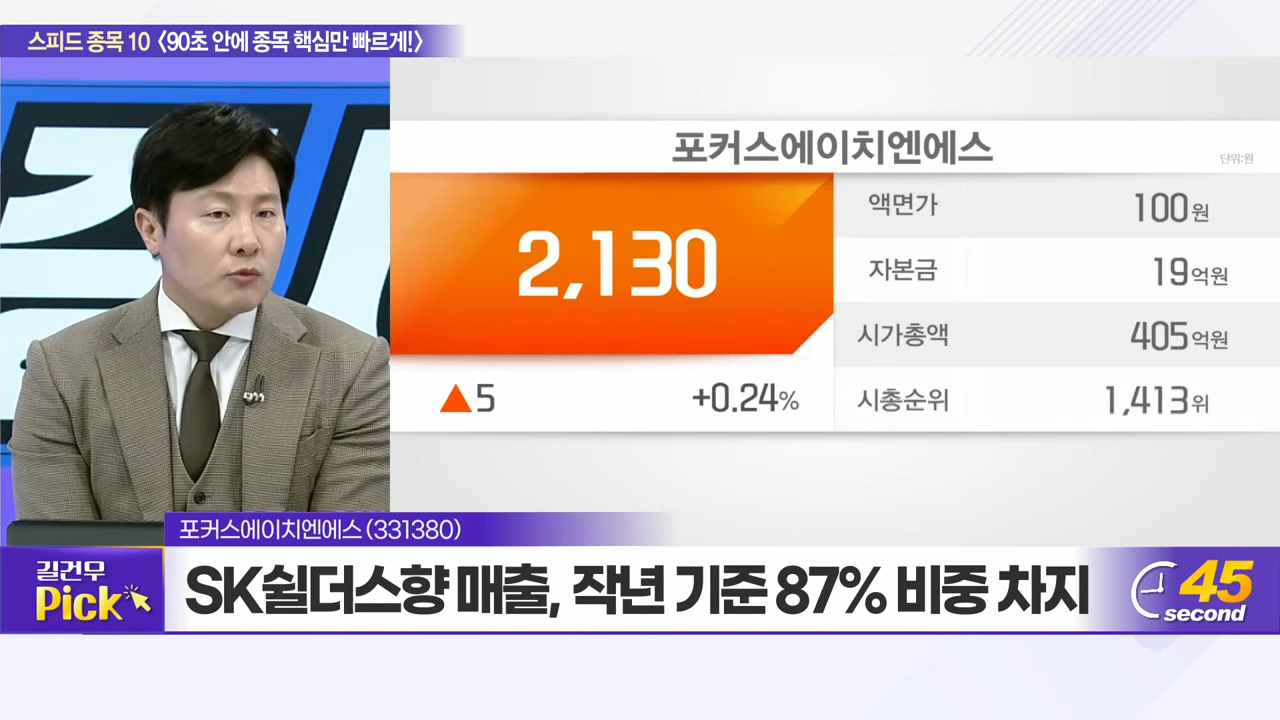 스피드 종목 10 〈90초 안에 종목 핵심만 빠르게!〉
포커스에이치엔에스
단위:원
2,130
▲5 +0.24%
액면가 100원
자본금 19억원
시가총액 405억원
시총순위 1,413위
포커스에이치엔에스 (331380)
길건무
Pick
SK쉴더스향 매출, 작년 기준 87% 비중 차지
45
second